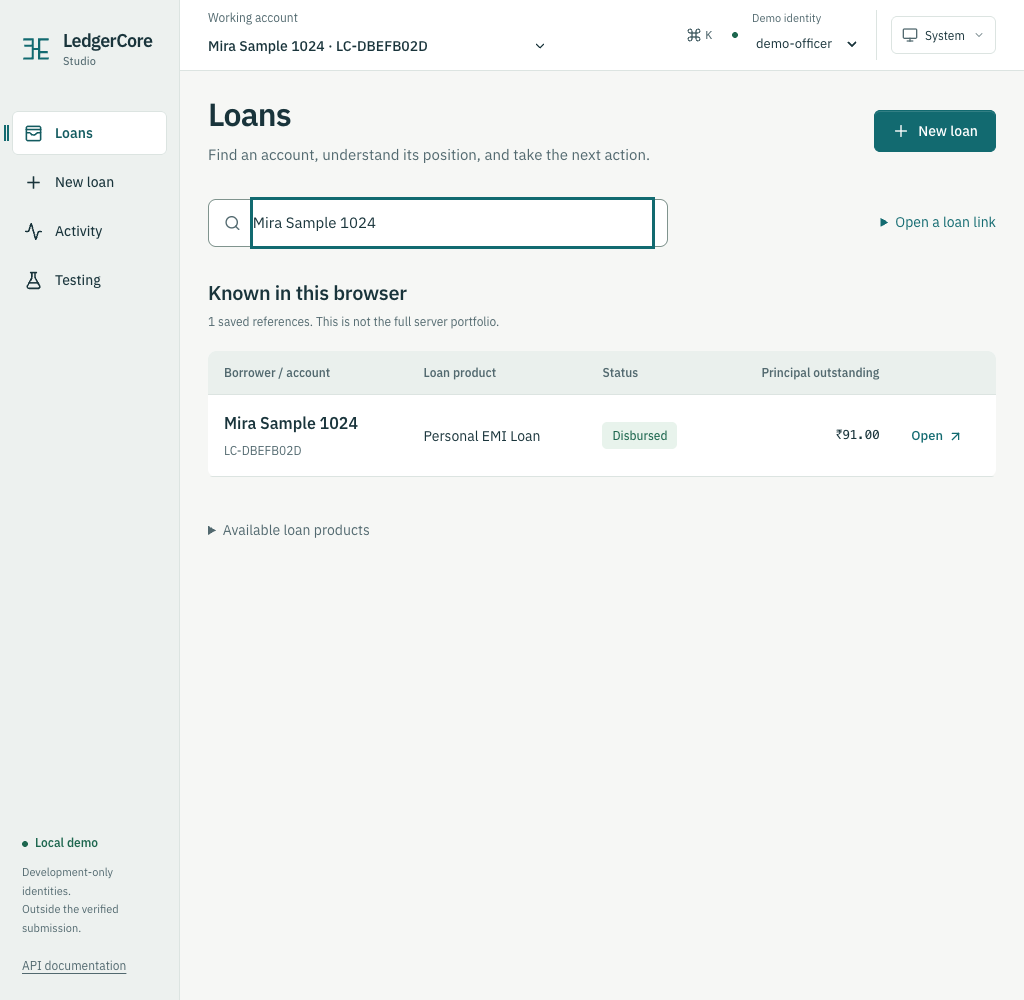 LedgerCore
Studio
Loans
New loan
Activity
Testing
Local demo
Development-only
identities.
Outside the verified
submission.
API documentation
Working account
Mira Sample 1024 · LC-DBEFB02D
⌘ K
Demo identity
demo-officer
System
Loans
Find an account, understand its position, and take the next action.
New loan
Mira Sample 1024
Open a loan link
Known in this browser
1 saved references. This is not the full server portfolio.
Borrower / account Loan product Status Principal outstanding
Mira Sample 1024
LC-DBEFB02D
Personal EMI Loan
Disbursed
₹91.00
Open
Available loan products